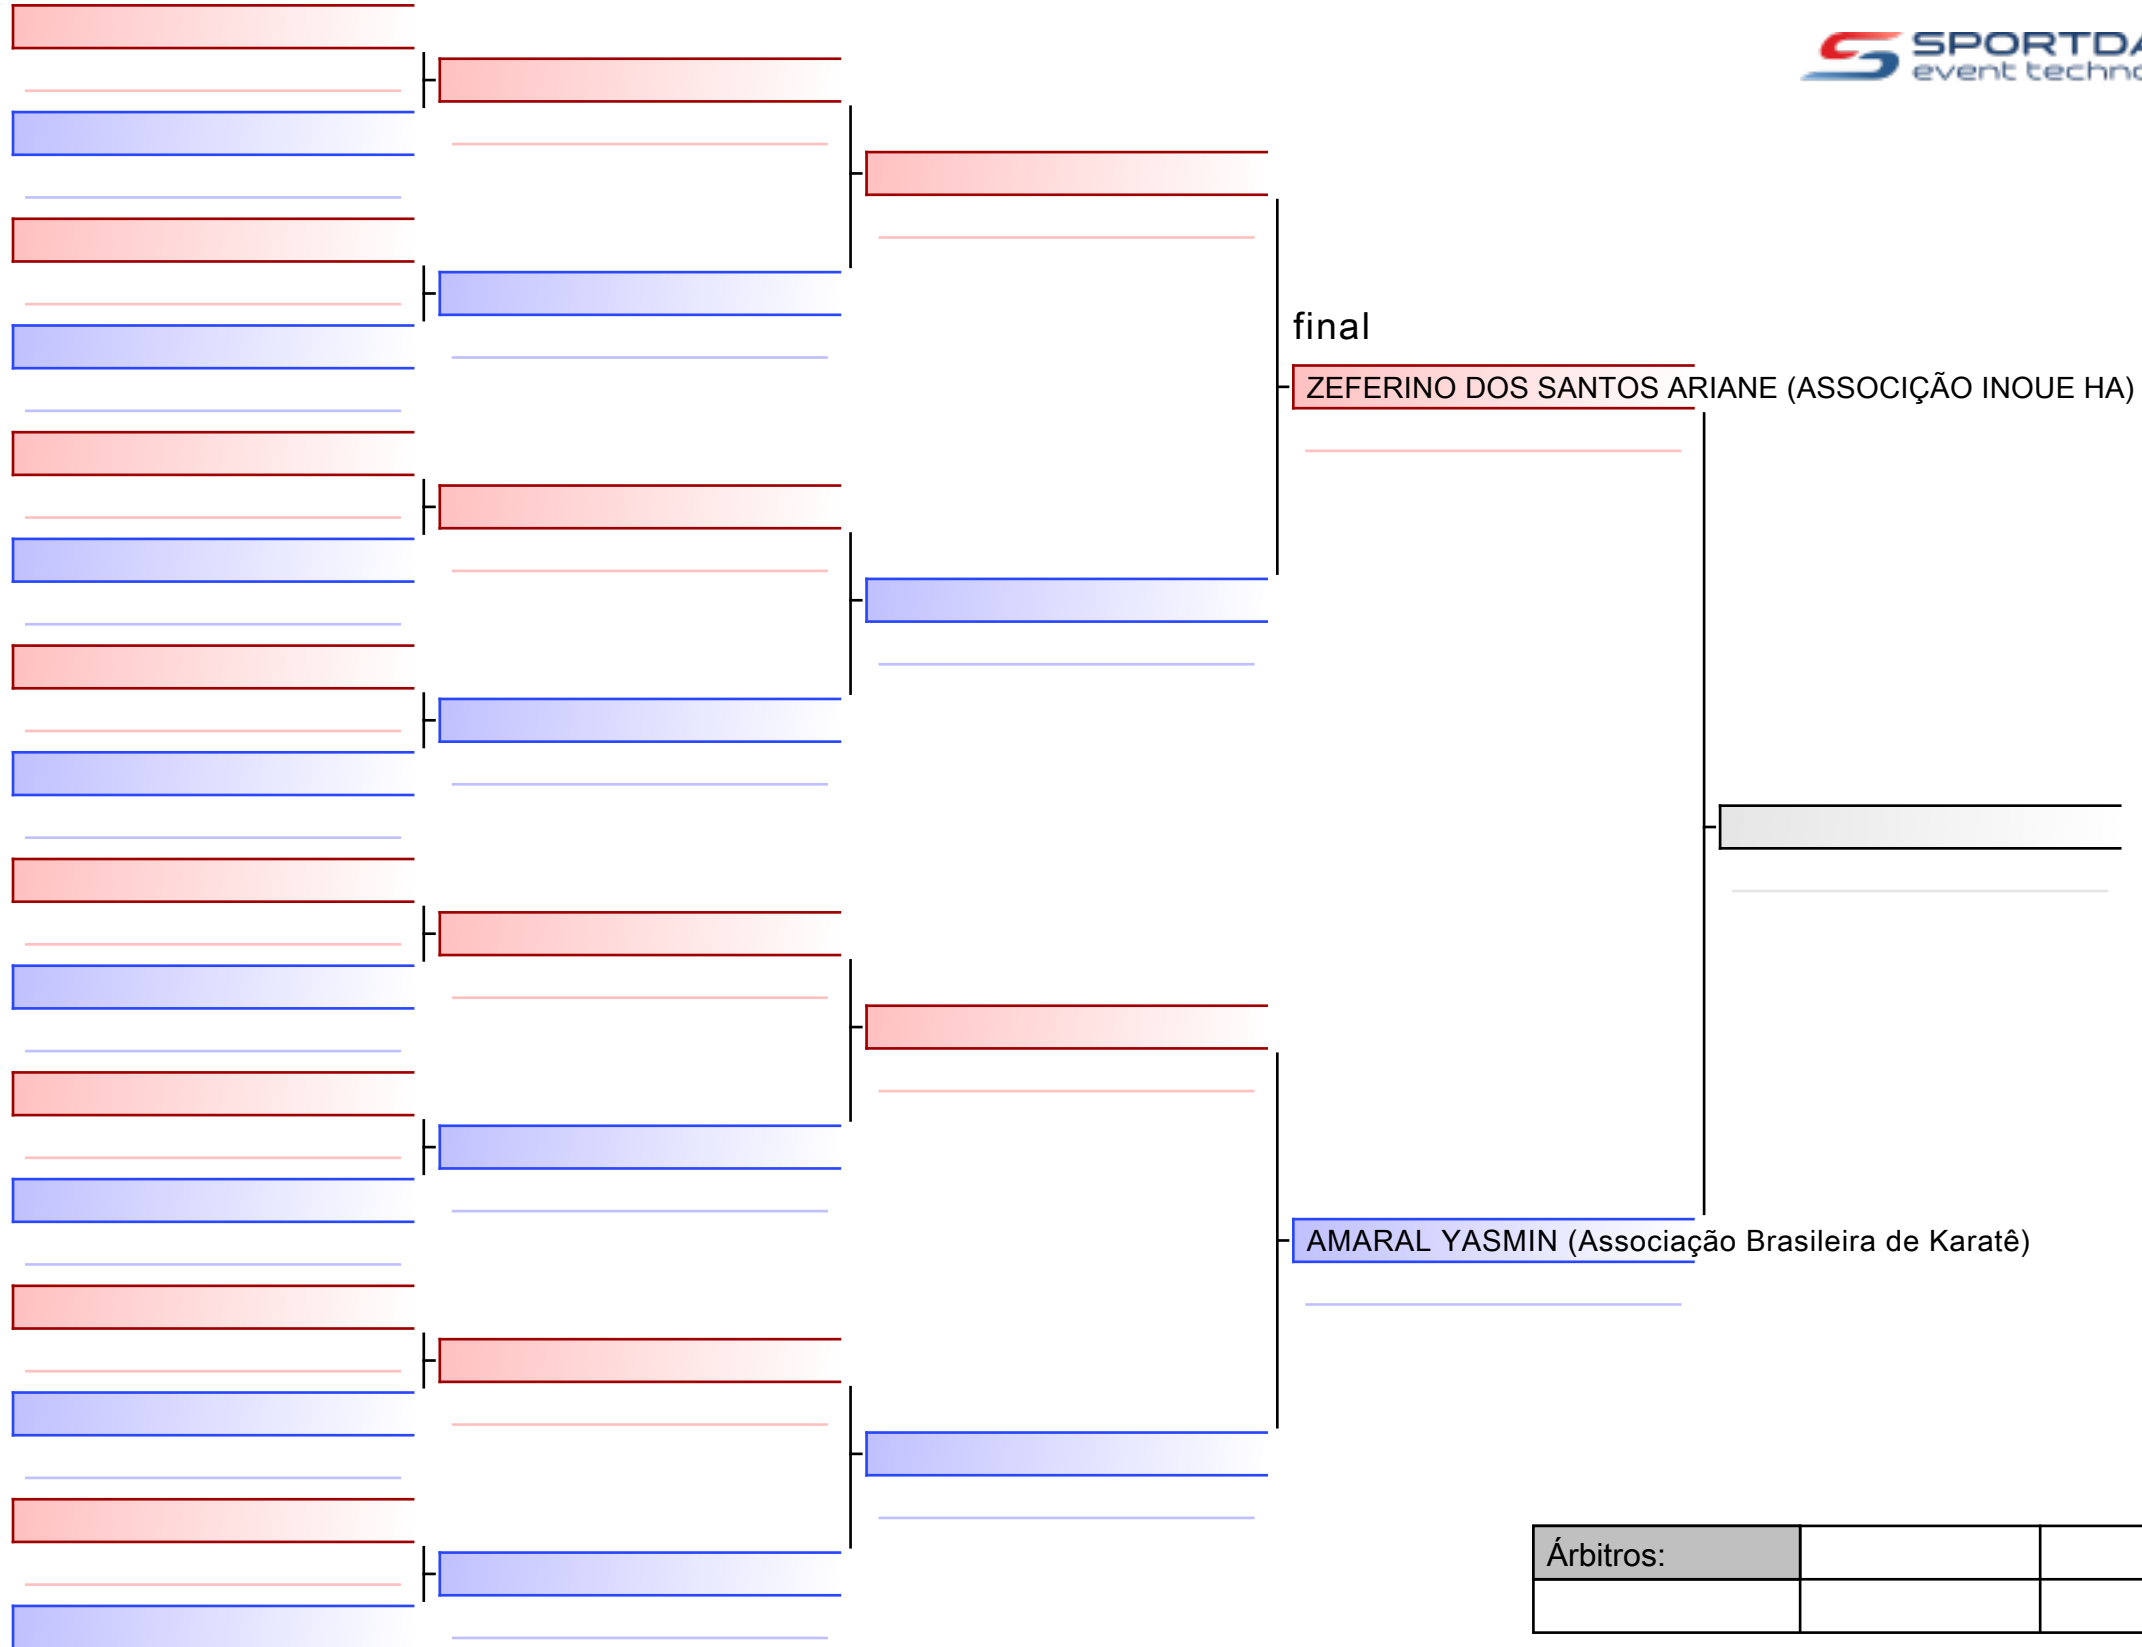 SPORTDA
event techno
final
ZEFERINO DOS SANTOS ARIANE (ASSOCIÇÃO INOUE HA)
AMARAL YASMIN (Associação Brasileira de Karatê)
Árbitros: